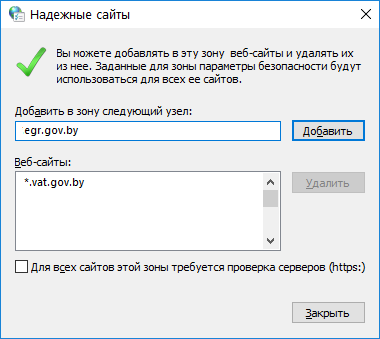 Надежные сайты
Вы можете добавлять в эту зону веб-сайты и удалять их
из нее. Заданные для зоны параметры безопасности будут
использоваться для всех ее сайтов.
Добавить в зону следующий узел:
egr.gov.by
Добавить
Веб-сайты:
*.vat.gov.by
Удалить
Для всех сайтов этой зоны требуется проверка серверов (https:)
Закрыть